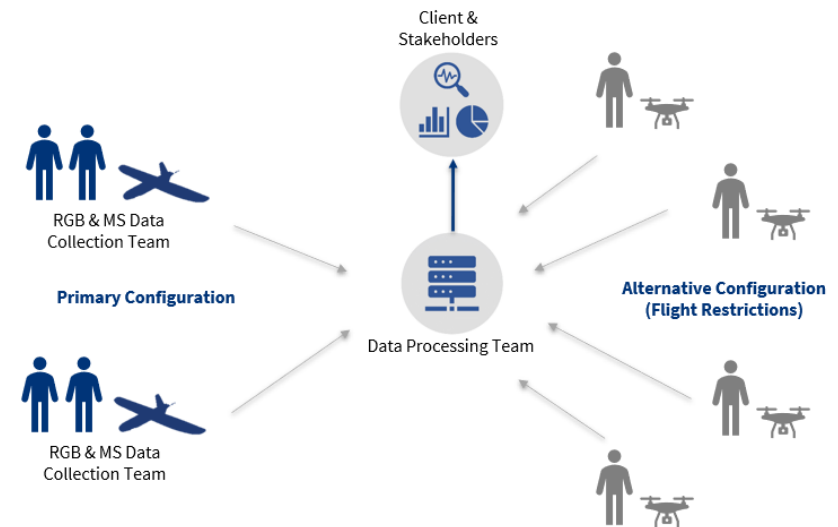 Client &
Stakeholders
RGB & MS Data
Collection Team
Primary Configuration
Alternative Configuration
(Flight Restrictions)
Data Processing Team
RGB & MS Data
Collection Team